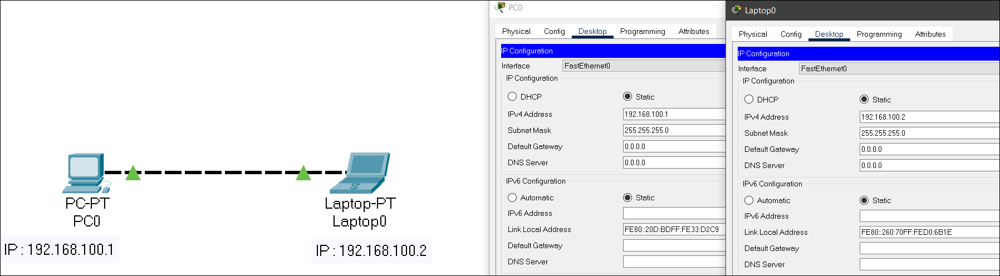 PC-PT
PC0
IP : 192.168.100.1
Laptop-PT
Laptop0
IP : 192.168.100.2
PC0
Physical Config Desktop Programming Attributes
IP Configuration
Interface FastEthernet0
IP Configuration
DHCP Static
IPv4 Address 192.168.100.1
Subnet Mask 255.255.255.0
Default Gateway 0.0.0.0
DNS Server 0.0.0.0
IPv6 Configuration
Automatic Static
IPv6 Address
Link Local Address FE80::20D:BDFF:FE33:D2C9
Default Gateway
DNS Server
Laptop0
Physical Config Desktop Programming Attributes
IP Configuration
Interface FastEthernet0
IP Configuration
DHCP Static
IPv4 Address 192.168.100.2
Subnet Mask 255.255.255.0
Default Gateway 0.0.0.0
DNS Server 0.0.0.0
IPv6 Configuration
Automatic Static
IPv6 Address
Link Local Address FE80::260:70FF:FED0:6B1E
Default Gateway
DNS Server